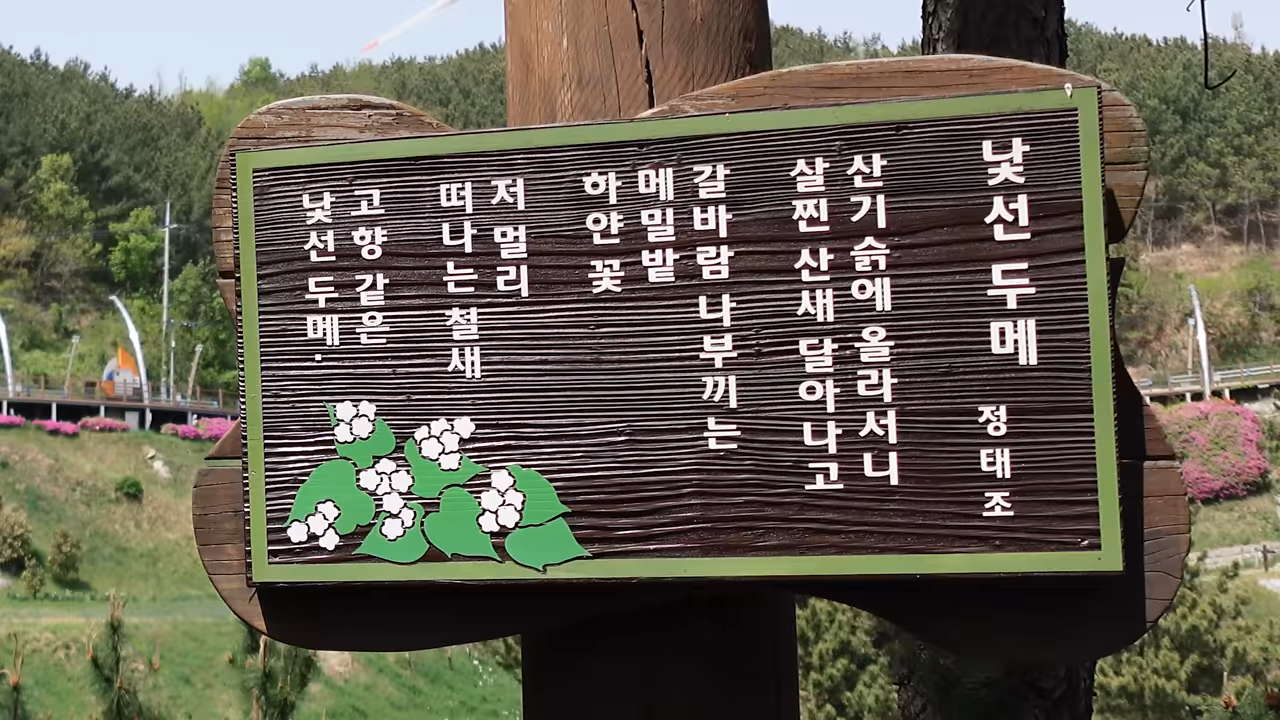 낯선 두메
정태조
산기슭에 올라서니
살찐 산새 달아나고
갈바람 나부끼는
메밀밭
하얀 꽃
저 멀리
떠나는 철새
고향 같은
낯선 두메.